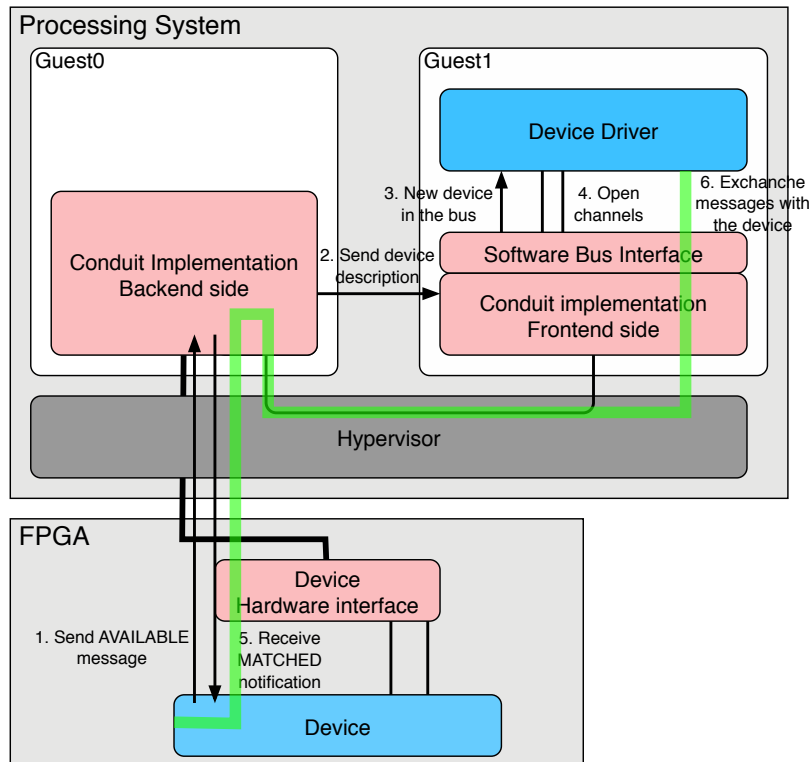 Processing System
Guest0
Guest1
Device Driver
3. New device
in the bus
4. Open
channels
6. Exchanche
messages with
the device
Conduit Implementation
Backend side
2. Send device
description
Software Bus Interface
Conduit implementation
Frontend side
Hypervisor
FPGA
Device
Hardware interface
1. Send AVAILABLE
message
5. Receive
MATCHED
notification
Device